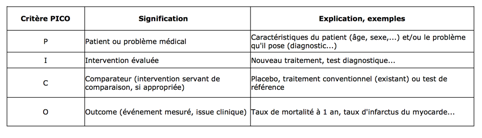 Critère PICO Signification Explication, exemples
P Patient ou problème médical Caractéristiques du patient (âge, sexe,...) et/ou le problème
qu'il pose (diagnostic...)
I Intervention évaluée Nouveau traitement, test diagnostique...
C Comparateur (intervention servant de
comparaison, si appropriée) Placebo, traitement conventionnel (existant) ou test de
référence
O Outcome (événement mesuré, issue clinique) Taux de mortalité à 1 an, taux d'infarctus du myocarde...